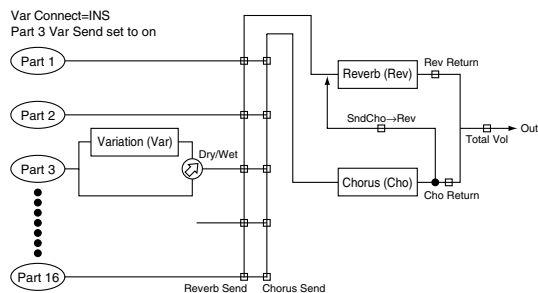 Var Connect=INS
Part 3 Var Send set to on
Part 1
Part 2
Part 3
Part 16
Variation (Var)
Dry/Wet
Reverb Send
Chorus Send
Reverb (Rev)
Rev Return
SndCho→Rev
Total Vol
Out
Chorus (Cho)
Cho Return